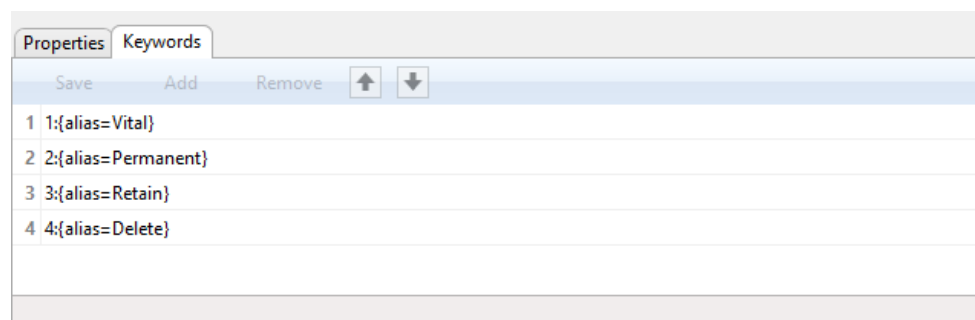 Properties Keywords
Save Add Remove
1 1:{alias=Vital}
2 2:{alias=Permanent}
3 3:{alias=Retain}
4 4:{alias=Delete}